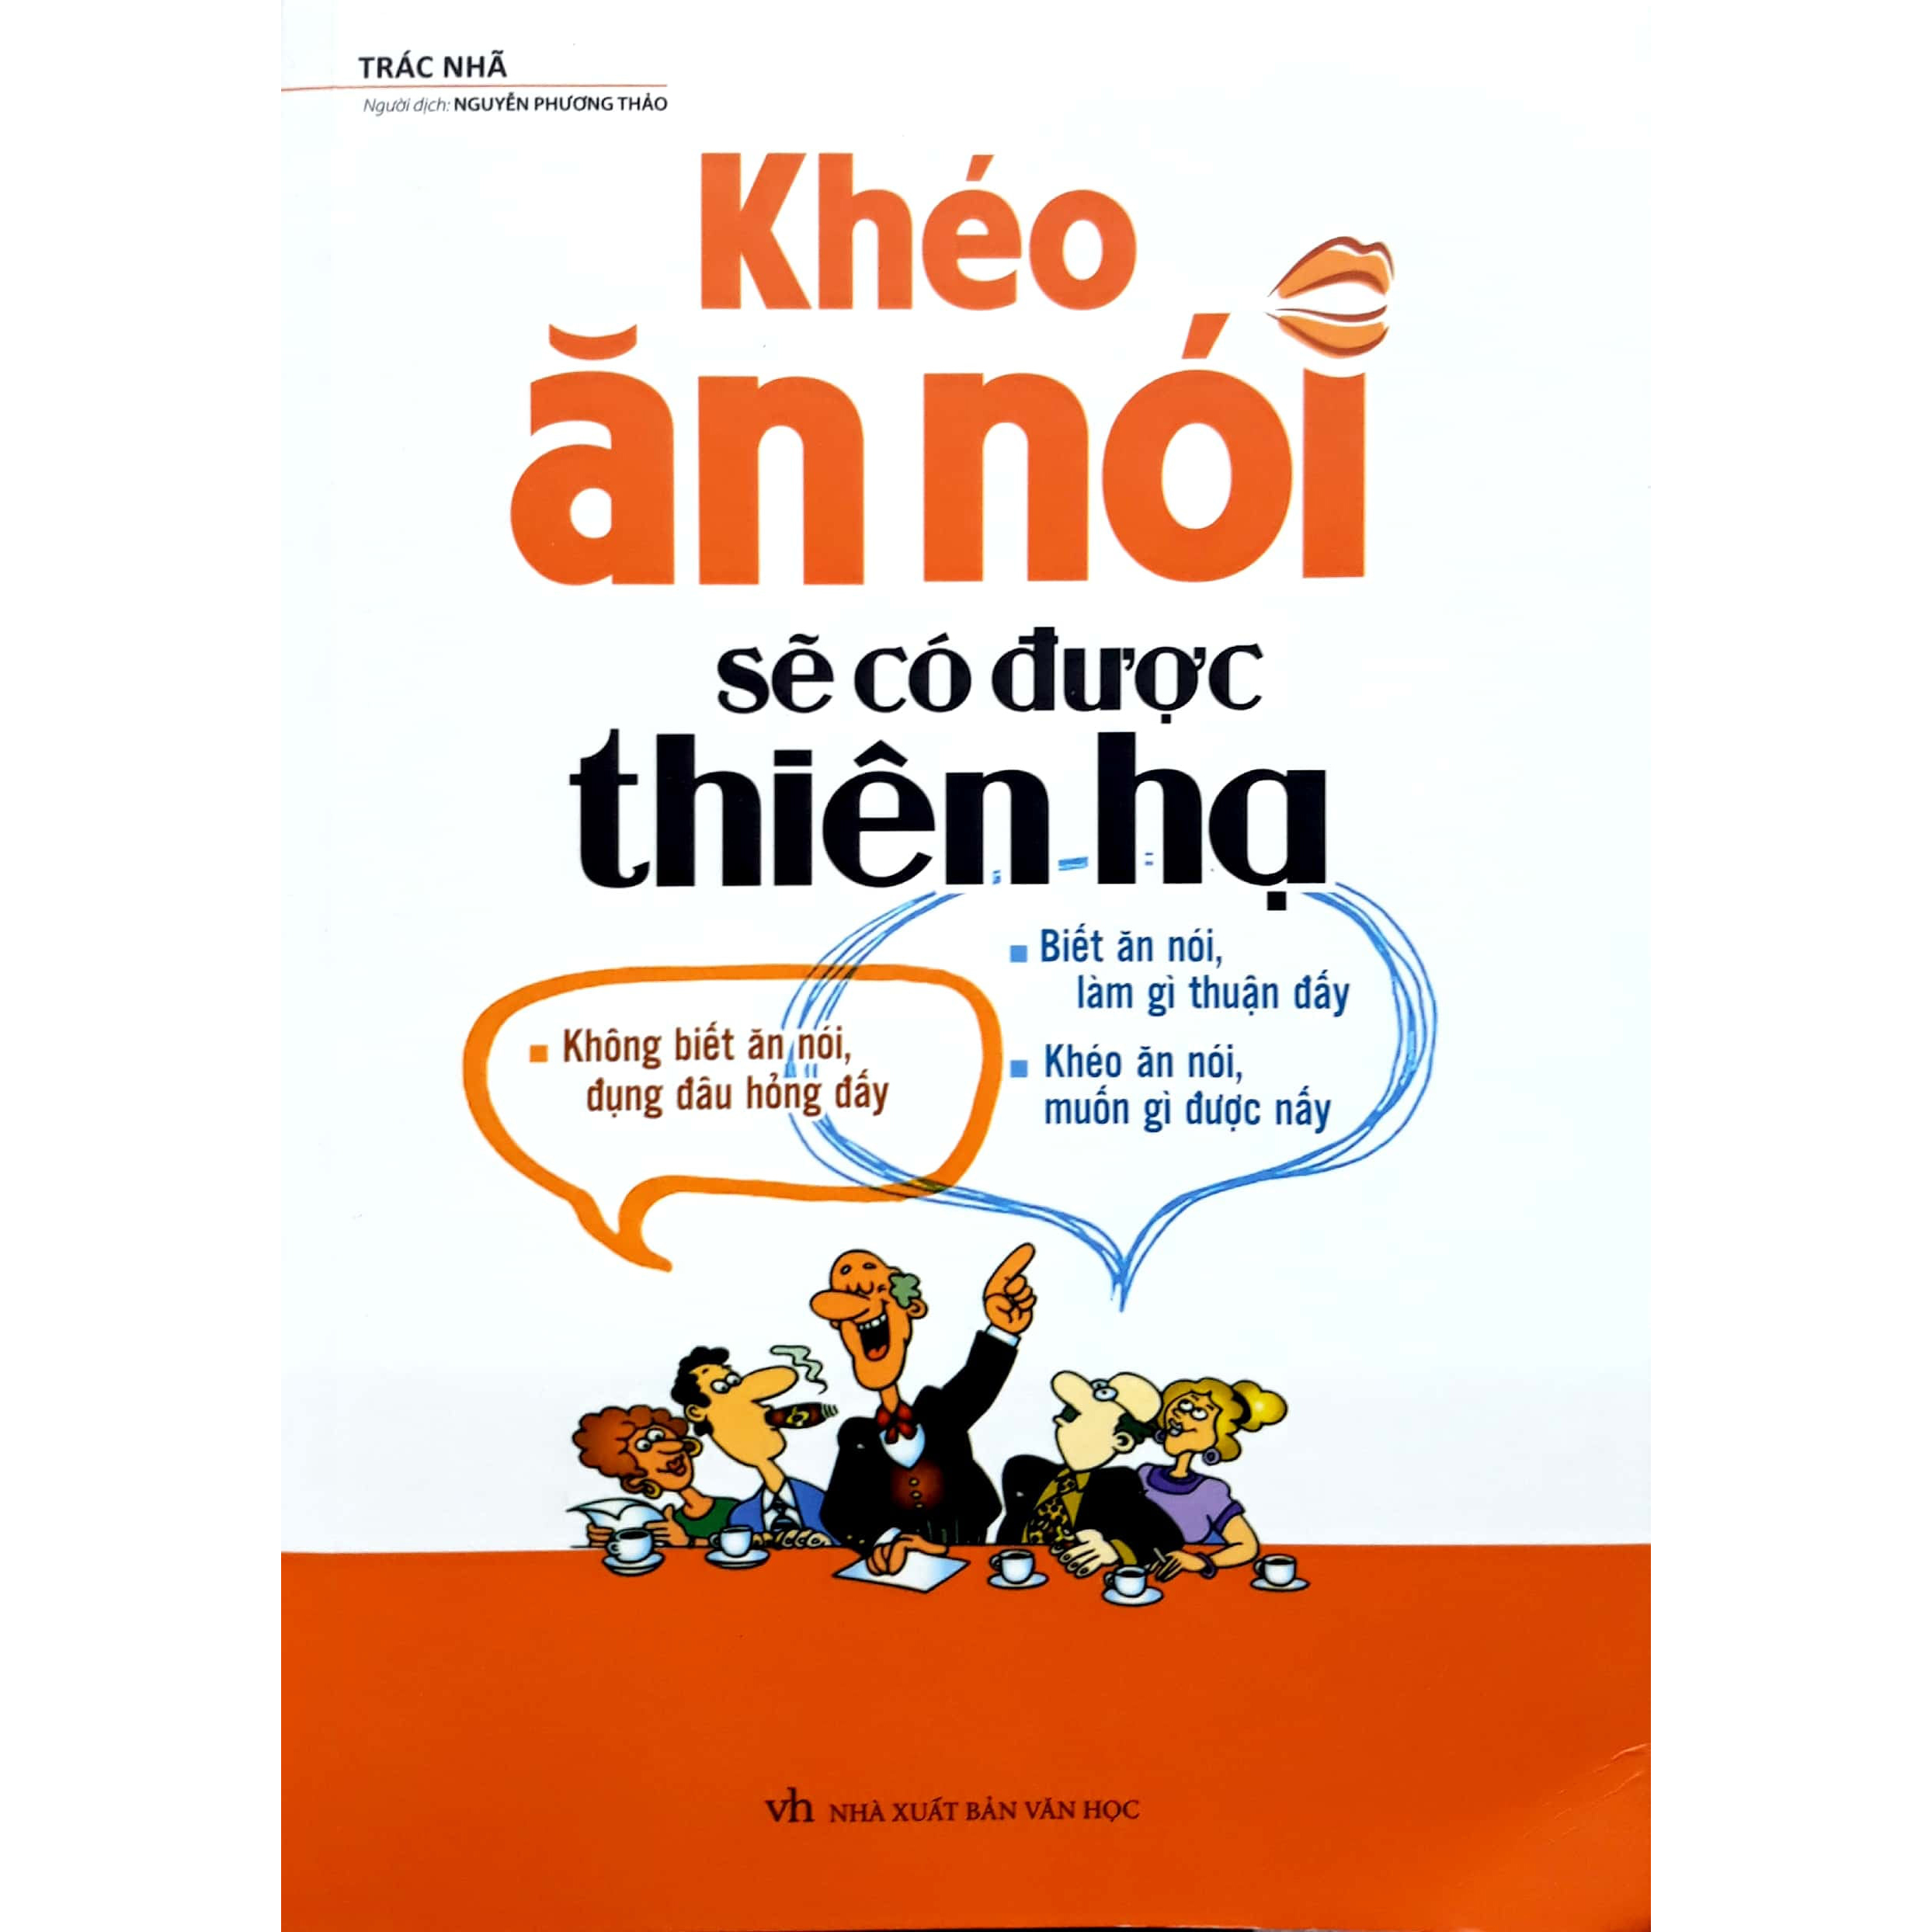 TRÁC NHÃ
Người dịch: NGUYỄN PHƯƠNG THẢO
Khéo
ăn nói
sẽ có được
thiên hạ
Biết ăn nói,
làm gì thuận đấy
Khéo ăn nói,
muốn gì được nấy
Không biết ăn nói,
đụng đâu hỏng đấy
vh NHÀ XUẤT BẢN VĂN HỌC